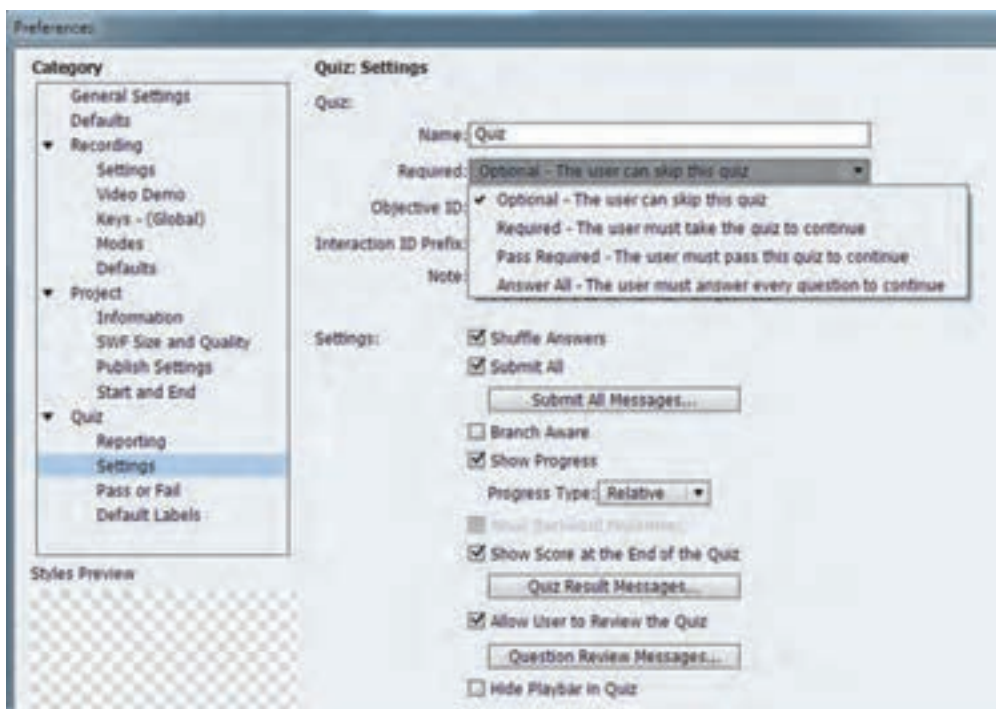 Preferences
Category
General Settings
Defaults
Recording
Settings
Video Demo
Keys - (Global)
Modes
Defaults
Project
Information
SWF Size and Quality
Publish Settings
Start and End
Quiz
Reporting
Settings
Pass or Fail
Default Labels
Styles Preview
Quiz: Settings
Quiz:
Name: Quiz
Required: Optional - The user can skip this quiz
Objective ID:
Optional - The user can skip this quiz
Required - The user must take the quiz to continue
Interaction ID Prefix:
Pass Required - The user must pass this quiz to continue
Note:
Answer All - The user must answer every question to continue
Settings:
Shuffle Answers
Submit All
Submit All Messages...
Branch Aware
Show Progress
Progress Type: Relative
Show Score at the End of the Quiz
Quiz Result Messages...
Allow User to Review the Quiz
Question Review Messages...
Hide Playbar in Quiz